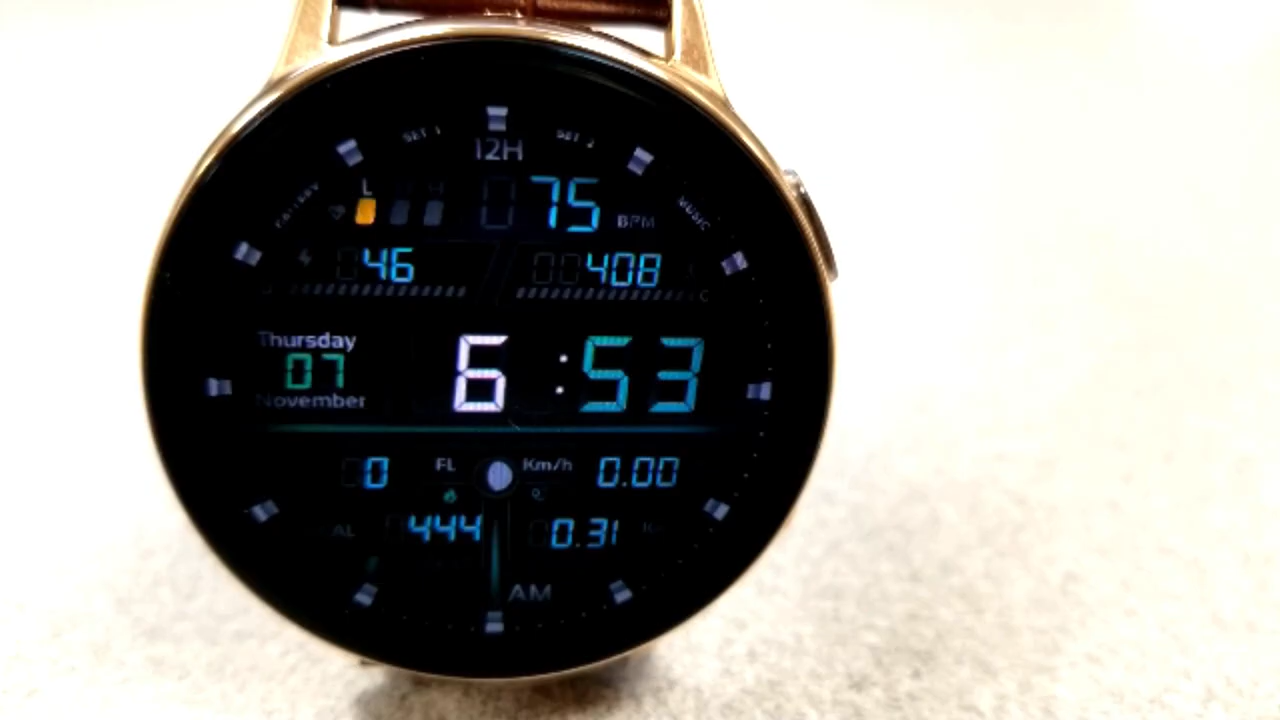 SET 1 SET 2
12H
BATTERY L H 75 BPM MUSIC
46 408
C
Thursday
07 6:53
November
0 FL Km/h 0.00
444 0.31
AM